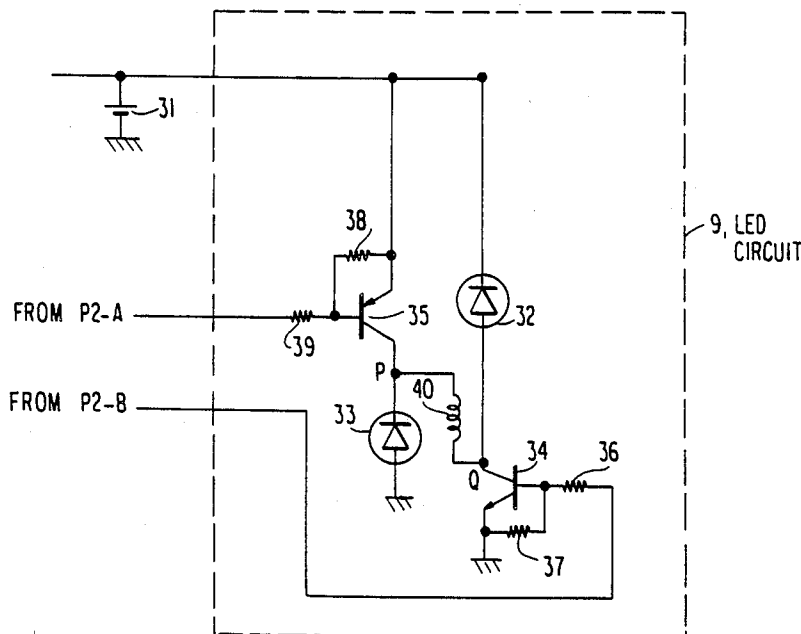 31
38
9, LED
CIRCUIT
FROM P2-A
39
35
32
P
40
FROM P2-B
33
34
36
Q
37